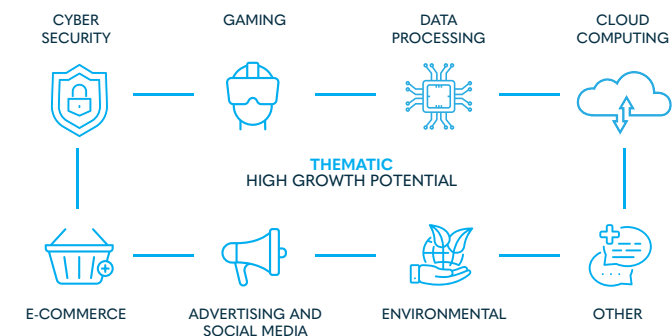 CYBER
SECURITY
GAMING
DATA
PROCESSING
CLOUD
COMPUTING
THEMATIC
HIGH GROWTH POTENTIAL
E-COMMERCE
ADVERTISING AND
SOCIAL MEDIA
ENVIRONMENTAL
OTHER